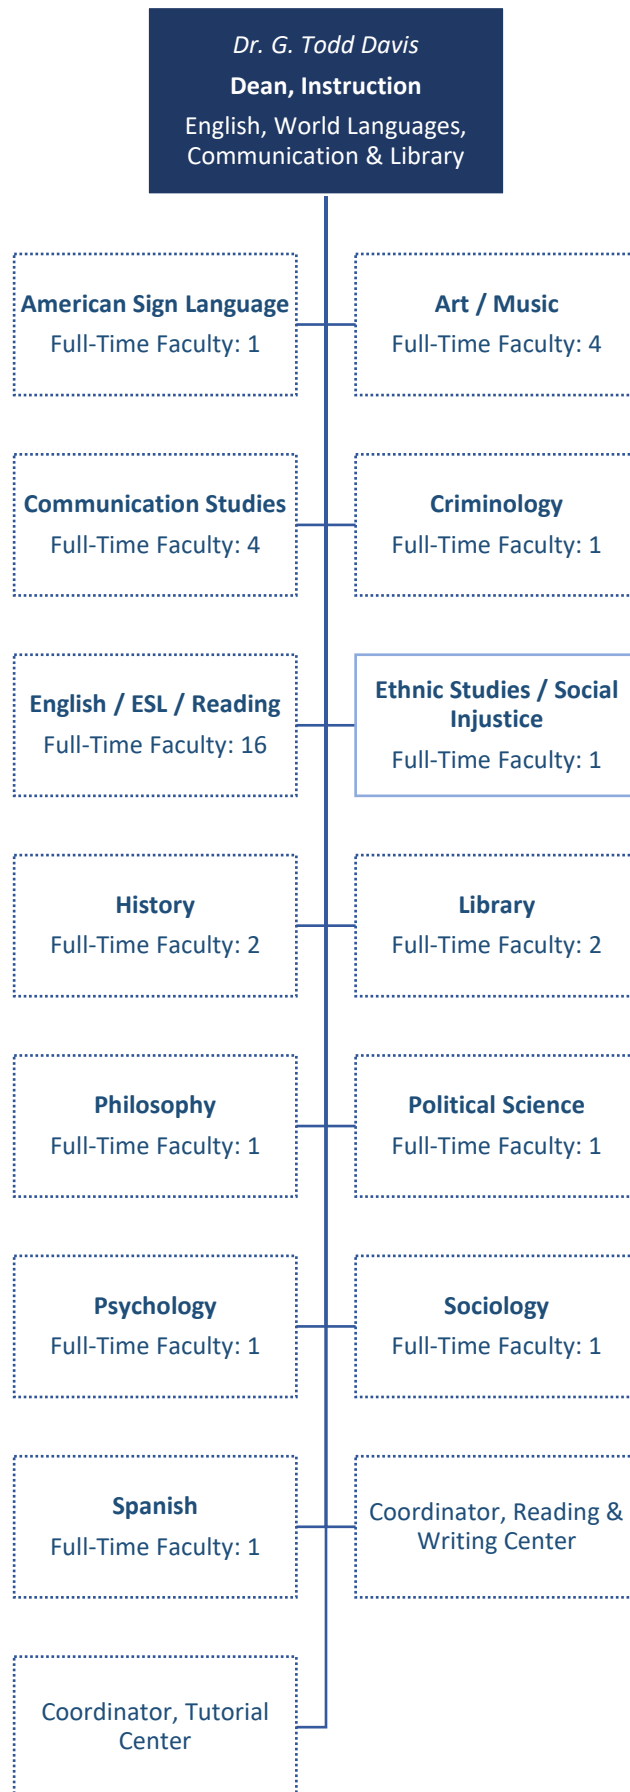 Dr. G. Todd Davis
Dean, Instruction
English, World Languages,
Communication & Library
American Sign Language
Full-Time Faculty: 1
Art / Music
Full-Time Faculty: 4
Communication Studies
Full-Time Faculty: 4
Criminology
Full-Time Faculty: 1
English / ESL / Reading
Full-Time Faculty: 16
Ethnic Studies / Social
Injustice
Full-Time Faculty: 1
History
Full-Time Faculty: 2
Library
Full-Time Faculty: 2
Philosophy
Full-Time Faculty: 1
Political Science
Full-Time Faculty: 1
Psychology
Full-Time Faculty: 1
Sociology
Full-Time Faculty: 1
Spanish
Full-Time Faculty: 1
Coordinator, Reading &
Writing Center
Coordinator, Tutorial
Center